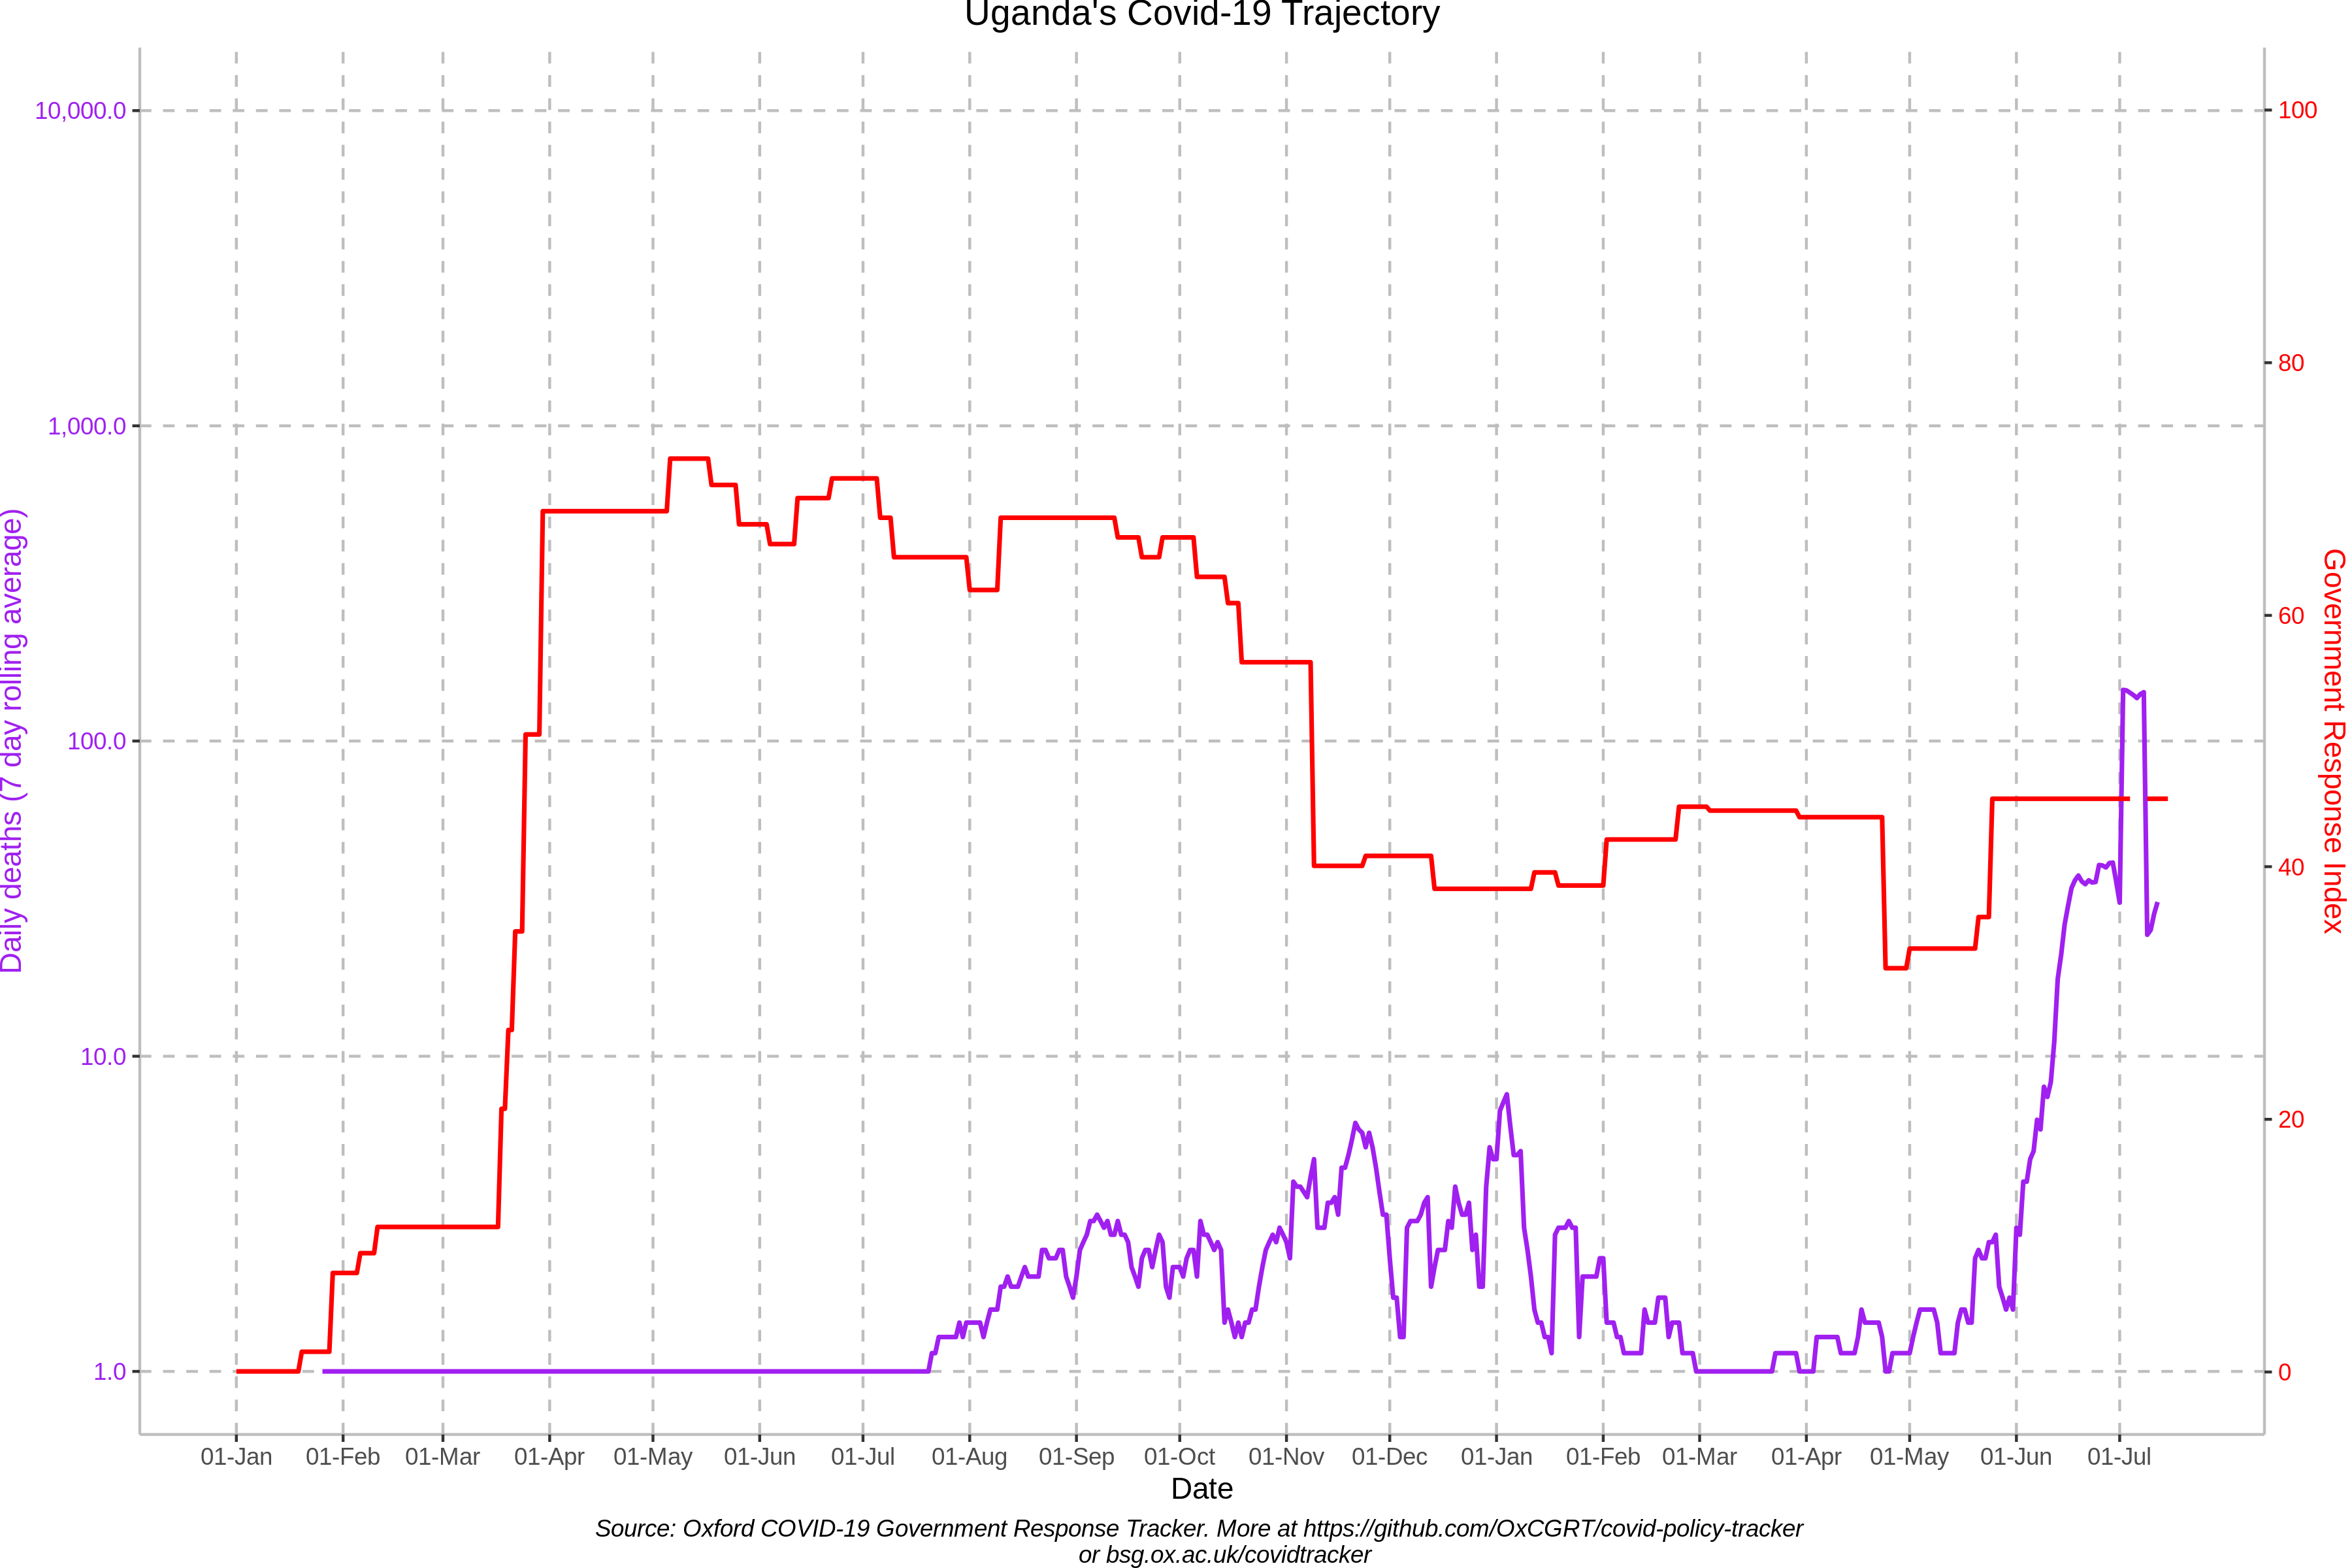 Uganda's Covid-19 Trajectory
10,000.0
1,000.0
100.0
10.0
1.0
Daily deaths (7 day rolling average)
100
80
60
40
20
0
Government Response Index
01-Jan 01-Feb 01-Mar 01-Apr 01-May 01-Jun 01-Jul 01-Aug 01-Sep 01-Oct 01-Nov 01-Dec 01-Jan 01-Feb 01-Mar 01-Apr 01-May 01-Jun 01-Jul
Date
Source: Oxford COVID-19 Government Response Tracker. More at https://github.com/OxCGRT/covid-policy-tracker
or bsg.ox.ac.uk/covidtracker